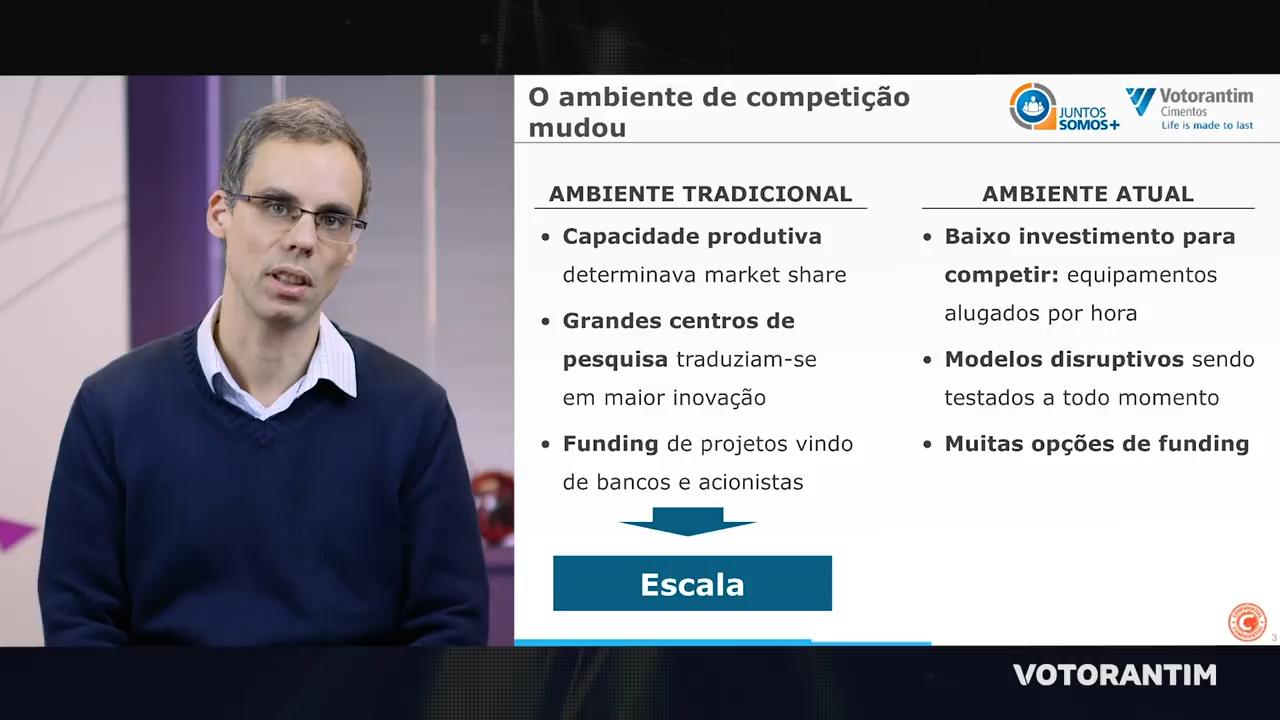 O ambiente de competição
mudou
JUNTOS
SOMOS+
Votorantim
Cimentos
Life is made to last
AMBIENTE TRADICIONAL
• Capacidade produtiva
determinava market share
• Grandes centros de
pesquisa traduziam-se
em maior inovação
• Funding de projetos vindo
de bancos e acionistas
Escala
AMBIENTE ATUAL
• Baixo investimento para
competir: equipamentos
alugados por hora
• Modelos disruptivos sendo
testados a todo momento
• Muitas opções de funding
C
3
VOTORANTIM